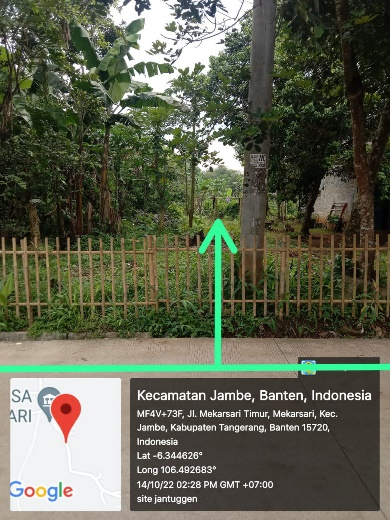 SA
ARI
Google
Kecamatan Jambe, Banten, Indonesia
MF4V+73F, Jl. Mekarsari Timur, Mekarsari, Kec.
Jambe, Kabupaten Tangerang, Banten 15720,
Indonesia
Lat -6.344626°
Long 106.492683°
14/10/22 02:28 PM GMT +07:00
site jantuggen